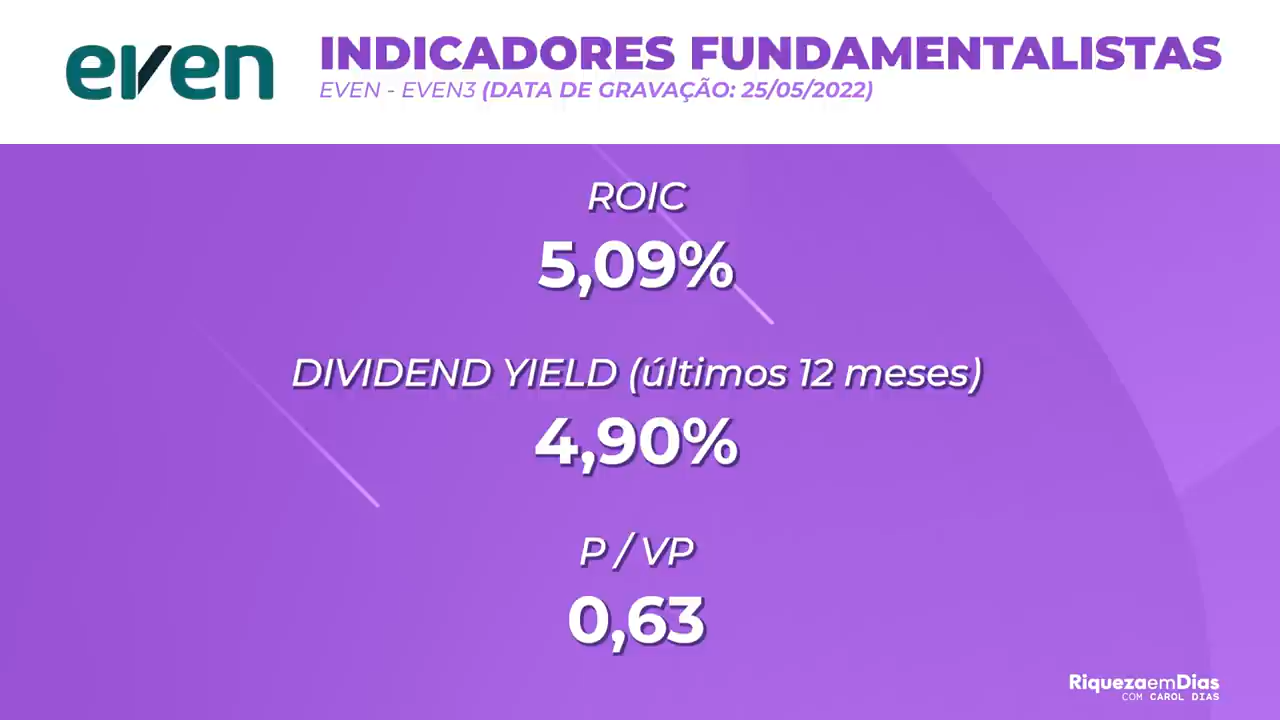 even
INDICADORES FUNDAMENTALISTAS
EVEN - EVEN3 (DATA DE GRAVAÇÃO: 25/05/2022)
ROIC
5,09%
DIVIDEND YIELD (últimos 12 meses)
4,90%
P / VP
0,63
RiquezaemDias
COM CAROL DIAS